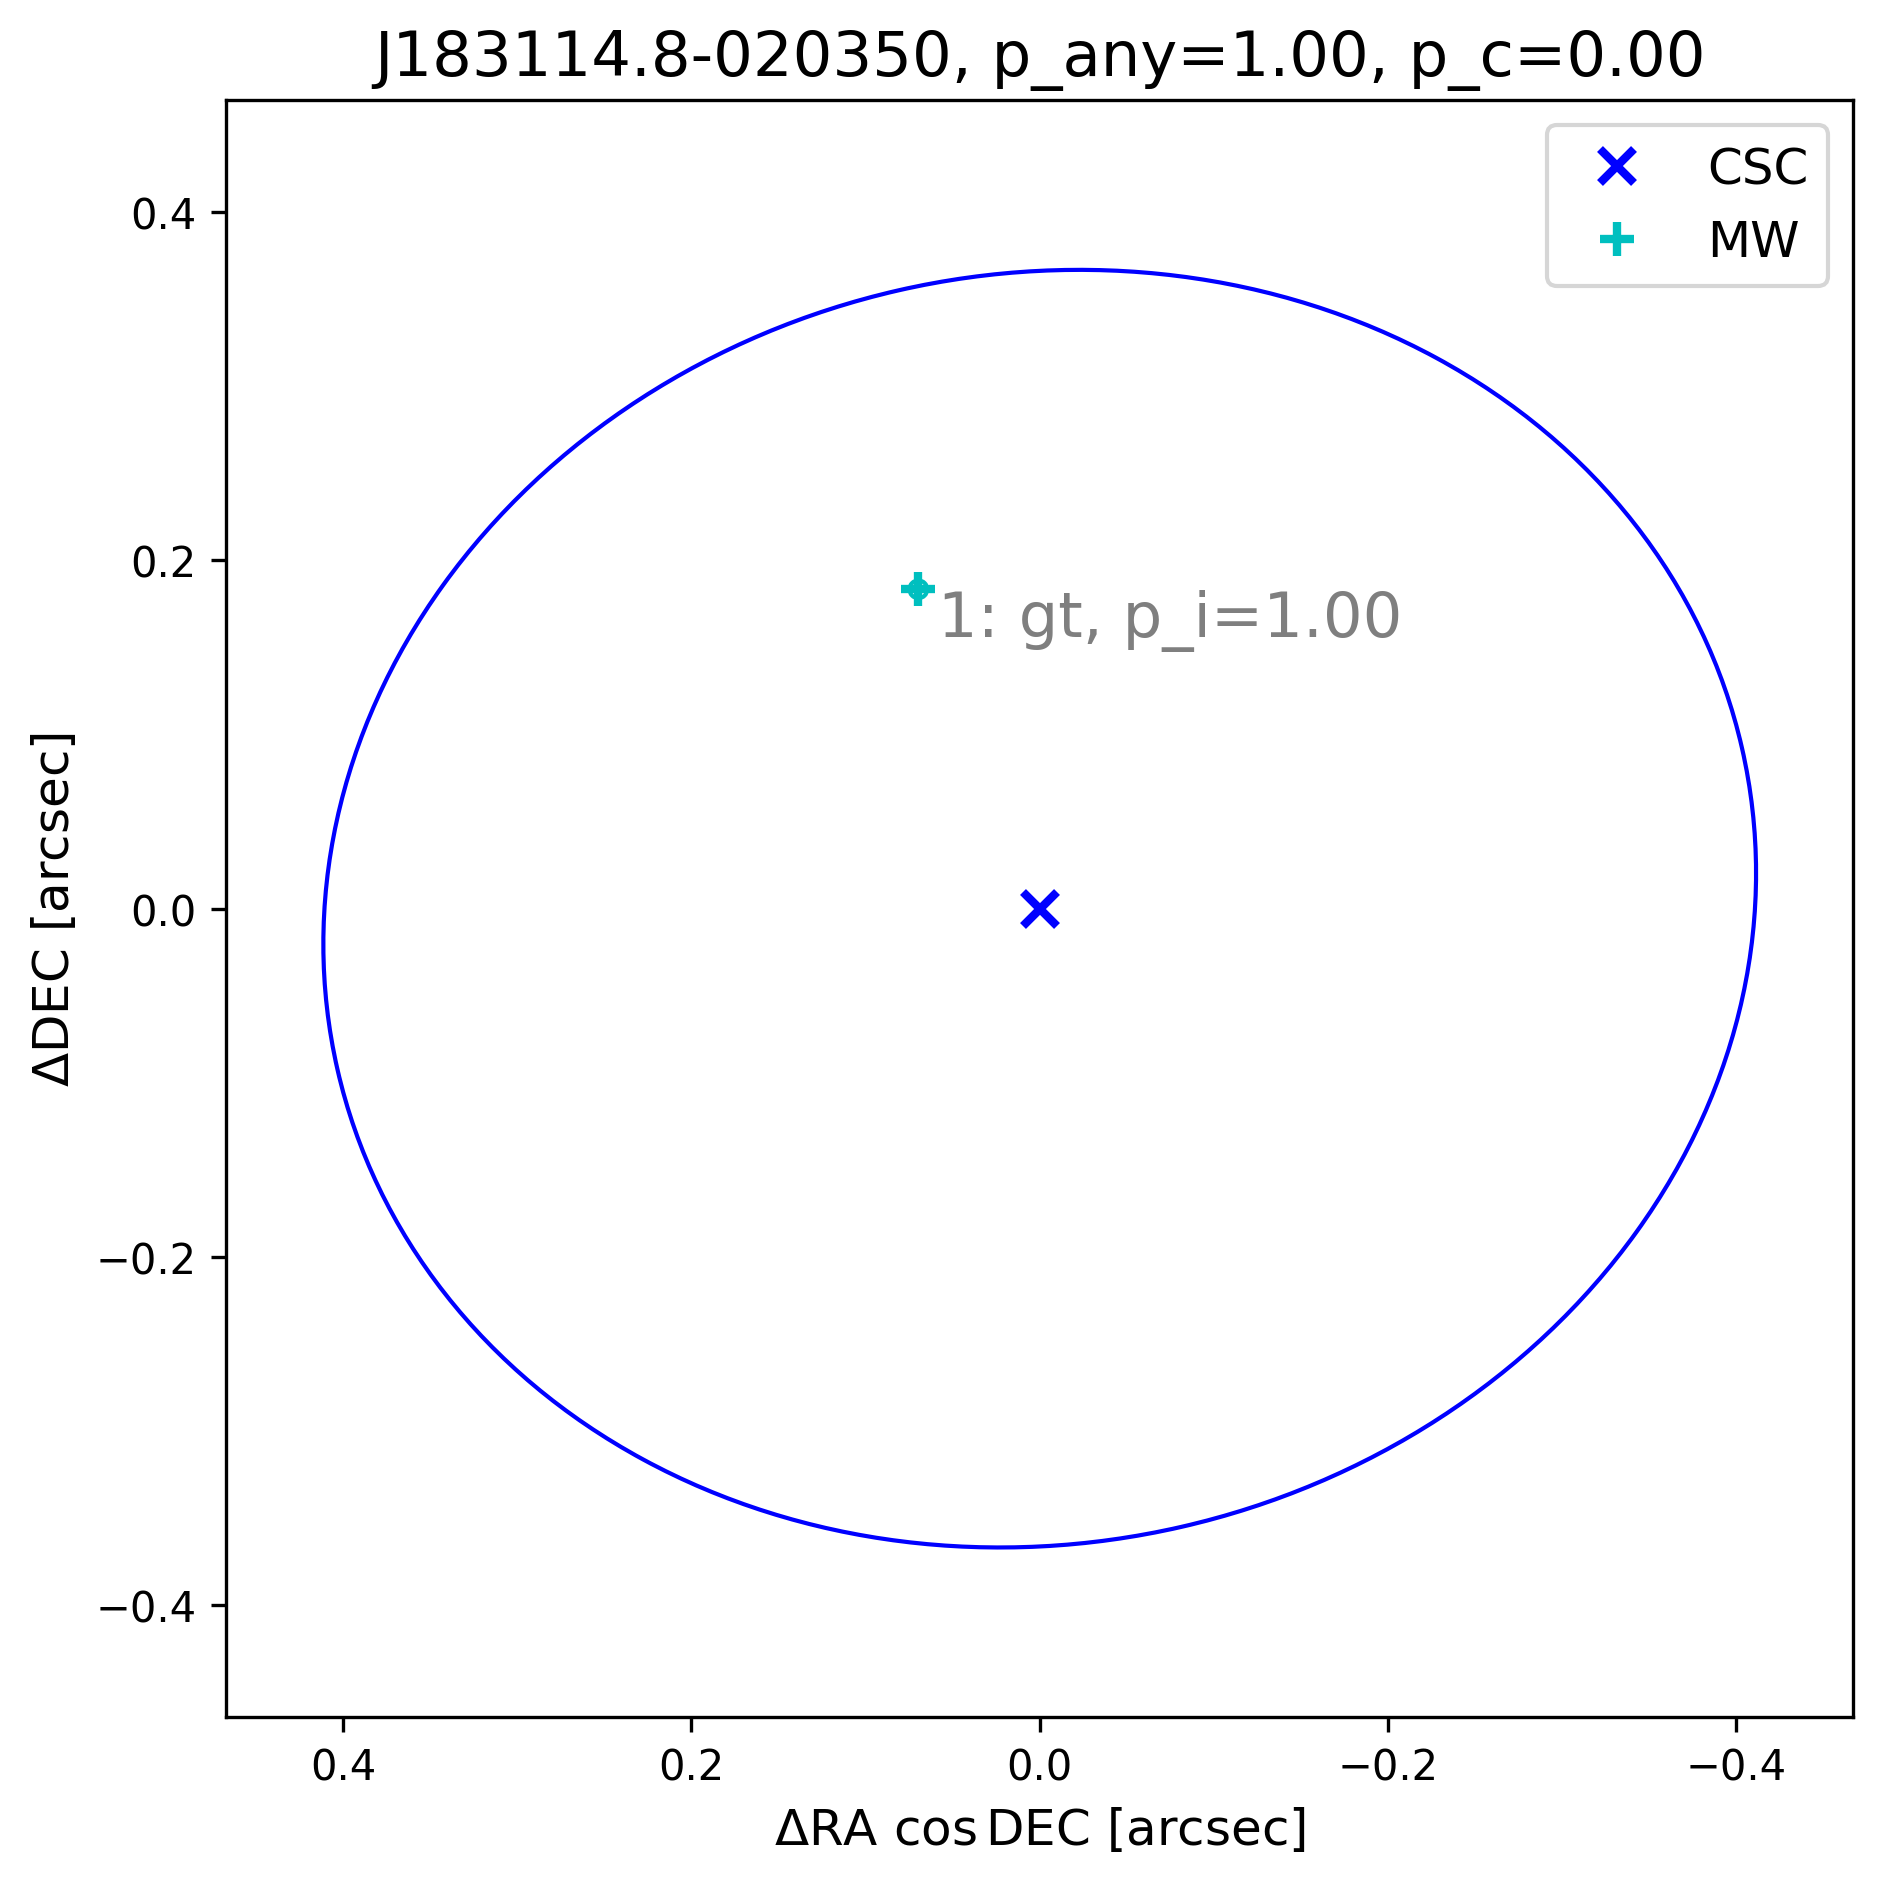 J183114.8-020350, p_any=1.00, p_c=0.00
CSC
MW
0.4
0.2
0.0
−0.2
−0.4
1: gt, p_i=1.00
ΔDEC [arcsec]
0.4
0.2
0.0
−0.2
−0.4
ΔRA cos DEC [arcsec]